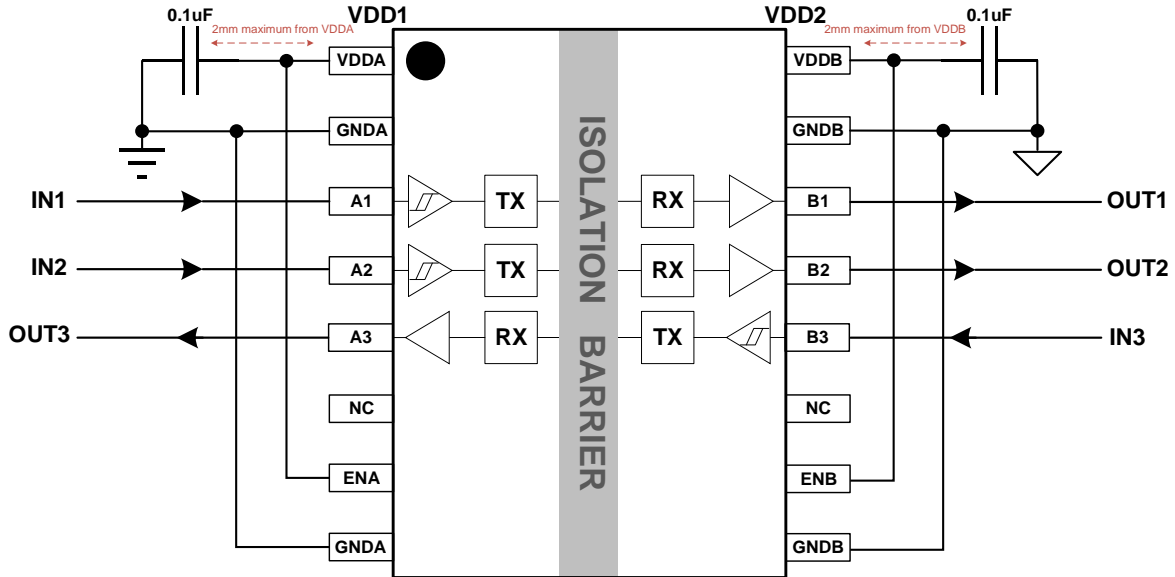 0.1uF
VDD1
VDD2
0.1uF
2mm maximum from VDDA
2mm maximum from VDDB
VDDA
VDDB
GNDA
GNDB
ISOLATION BARRIER
IN1
A1
TX
RX
B1
OUT1
IN2
A2
TX
RX
B2
OUT2
OUT3
A3
RX
TX
B3
IN3
NC
NC
ENA
ENB
GNDA
GNDB